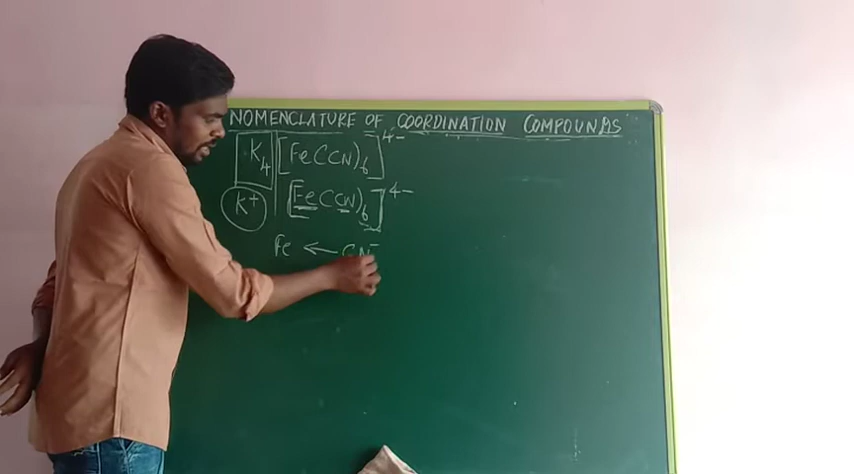 NOMENCLATURE OF COORDINATION COMPOUNDS
K₄ [Fe(CN)₆]⁴⁻
K⁺ [Fe(CN)₆]⁴⁻
Fe ← CN⁻